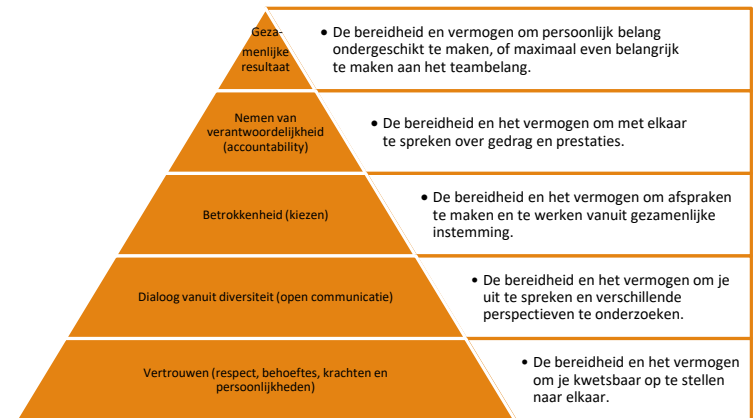 Geza-
menlijke
resultaat
• De bereidheid en vermogen om persoonlijk belang
ondergeschikt te maken, of maximaal even belangrijk
te maken aan het teambelang.
Nemen van
verantwoordelijkheid
(accountability)
• De bereidheid en het vermogen om met elkaar
te spreken over gedrag en prestaties.
Betrokkenheid (kiezen)
• De bereidheid en het vermogen om afspraken
te maken en te werken vanuit gezamenlijke
instemming.
Dialoog vanuit diversiteit (open communicatie)
• De bereidheid en het vermogen om je
uit te spreken en verschillende
perspectieven te onderzoeken.
Vertrouwen (respect, behoeftes, krachten en
persoonlijkheden)
• De bereidheid en het vermogen
om je kwetsbaar op te stellen
naar elkaar.